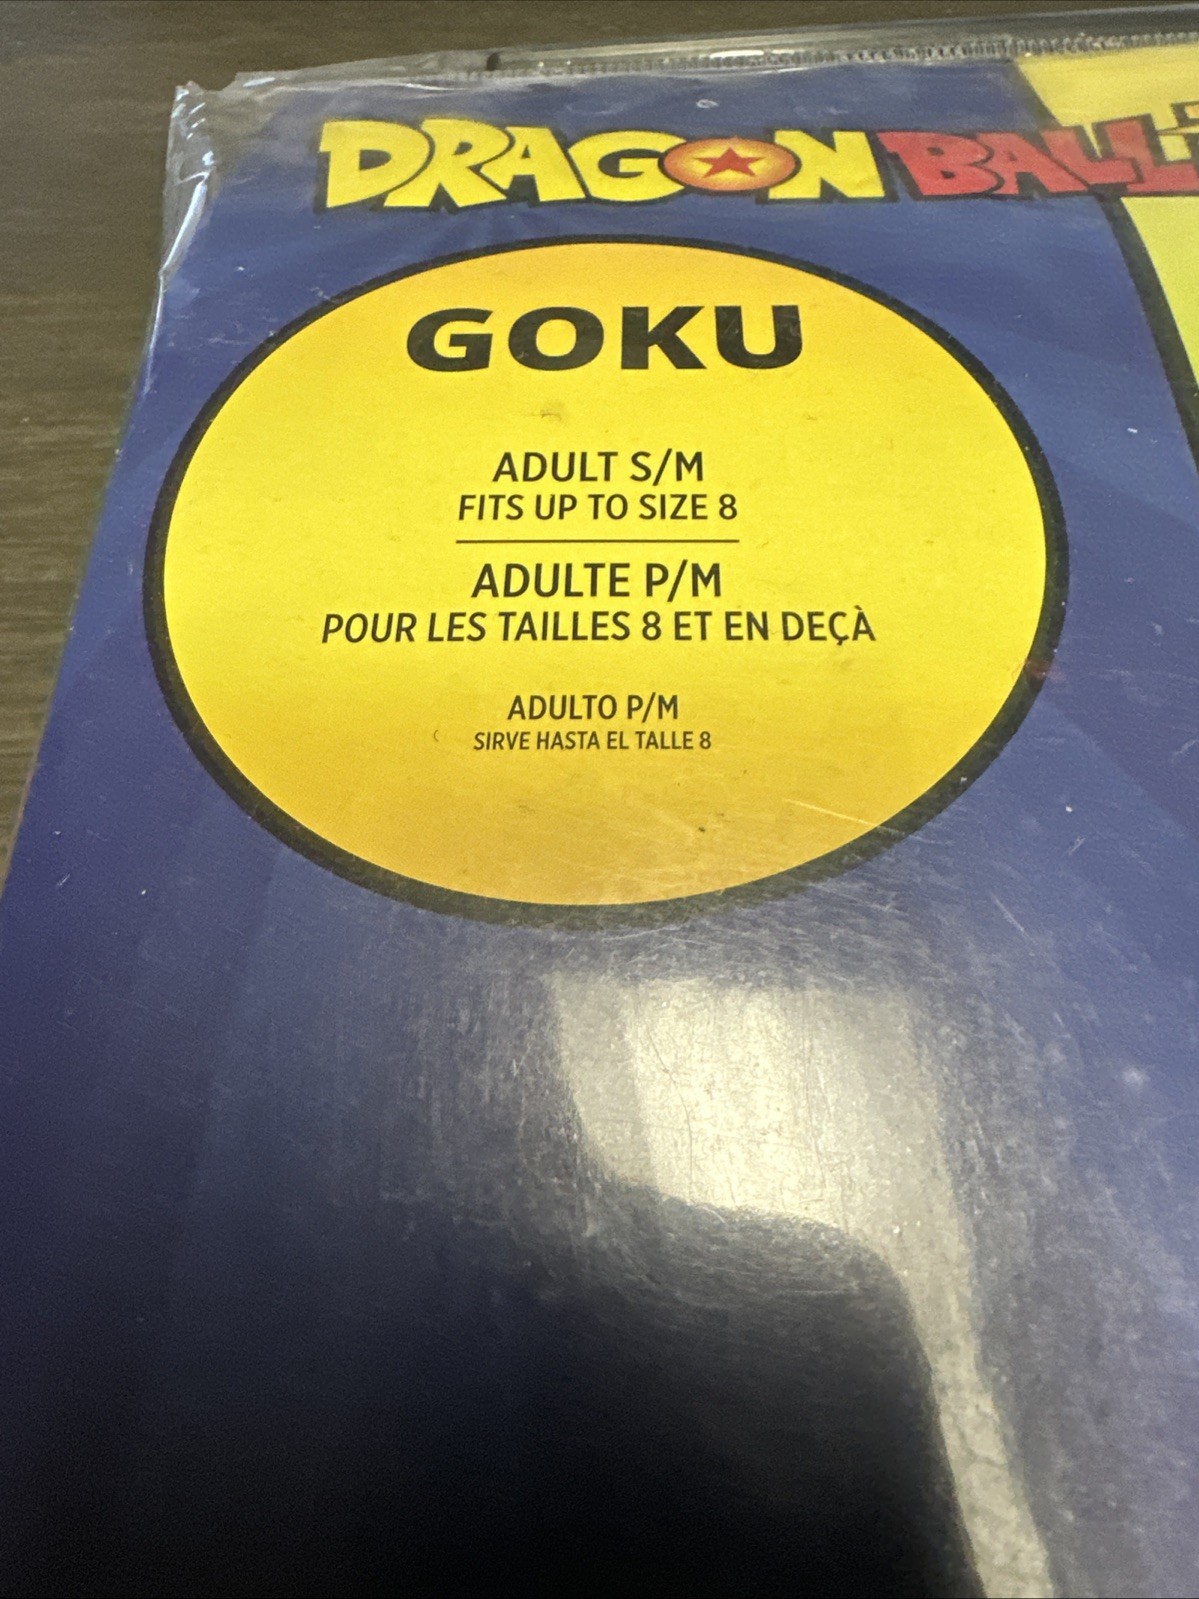 DRAGON BALL
GOKU
ADULT S/M
FITS UP TO SIZE 8
ADULTE P/M
POUR LES TAILLES 8 ET EN DEÇÀ
ADULTO P/M
SIRVE HASTA EL TALLE 8